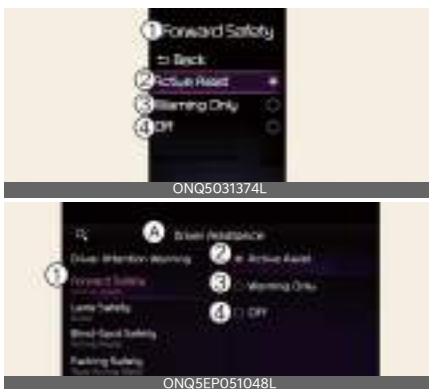 ① Forward Safety
Back
② Active Assist
③ Warning Only
④ Off
ONQ5031374L
Ⓐ Driver Assistance
Driver Attention Warning
② Active Assist
① Forward Safety
③ Warning Only
Lane Safety
④ Off
Blind-Spot Safety
Parking Safety
ONQ5EP051048L